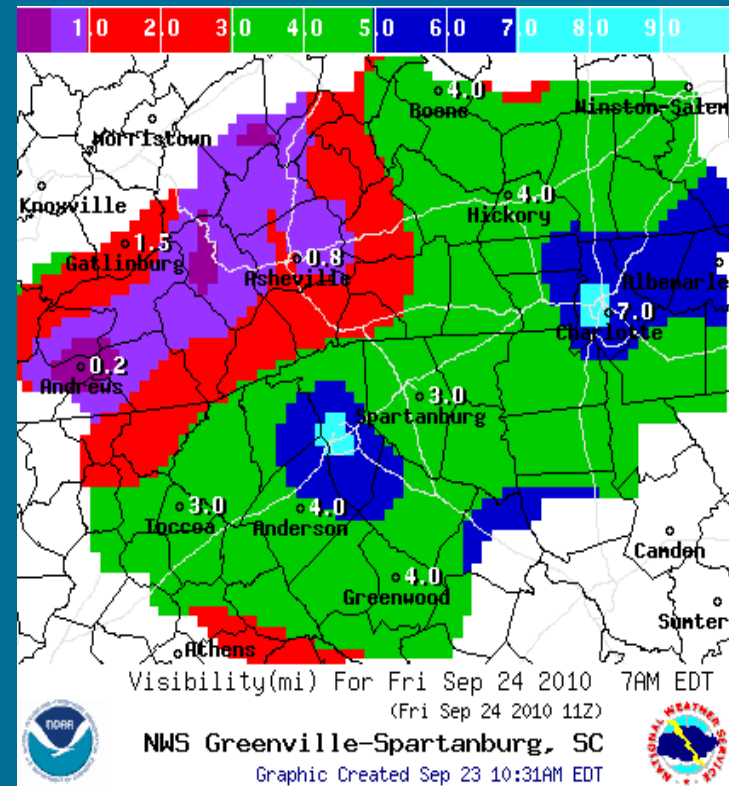 1.0 2.0 3.0 4.0 5.0 6.0 7.0 8.0 9.0
4.0
Boone
Winston-Salem
Morristown
Knoxville
4.0
Hickory
1.5
Gatlinburg
0.8
Asheville
Albemarle
7.0
Charlotte
0.2
Andrews
3.0
Spartanburg
3.0
Toccoa
4.0
Anderson
Camden
4.0
Greenwood
Sumter
Athens
Visibility(mi) For Fri Sep 24 2010 7AM EDT
(Fri Sep 24 2010 11Z)
NOAA
NWS Greenville-Spartanburg, SC
NATIONAL WEATHER SERVICE
Graphic Created Sep 23 10:31AM EDT